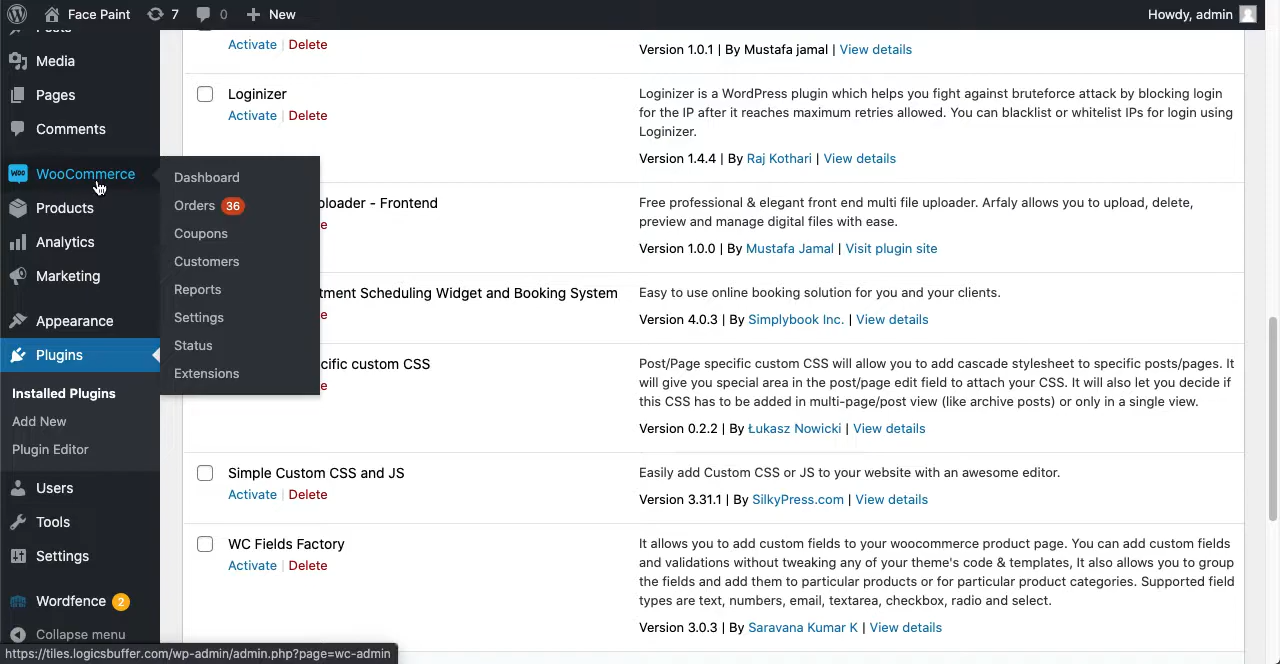 Face Paint 7 0 New Howdy, admin
Posts
Media
Pages
Comments
WooCommerce
Products
Analytics
Marketing
Appearance
Plugins
Installed Plugins
Add New
Plugin Editor
Users
Tools
Settings
Wordfence 2
Collapse menu
Dashboard
Orders 36
Coupons
Customers
Reports
Settings
Status
Extensions
Activate | Delete
Version 1.0.1 | By Mustafa jamal | View details
Loginizer
Activate | Delete
Loginizer is a WordPress plugin which helps you fight against bruteforce attack by blocking login
for the IP after it reaches maximum retries allowed. You can blacklist or whitelist IPs for login using
Loginizer.
Version 1.4.4 | By Raj Kothari | View details
loader - Frontend
e
Free professional & elegant front end multi file uploader. Arfaly allows you to upload, delete,
preview and manage digital files with ease.
Version 1.0.0 | By Mustafa Jamal | Visit plugin site
tment Scheduling Widget and Booking System
e
Easy to use online booking solution for you and your clients.
Version 4.0.3 | By Simplybook Inc. | View details
cific custom CSS
e
Post/Page specific custom CSS will allow you to add cascade stylesheet to specific posts/pages. It
will give you special area in the post/page edit field to attach your CSS. It will also let you decide if
this CSS has to be added in multi-page/post view (like archive posts) or only in a single view.
Version 0.2.2 | By Łukasz Nowicki | View details
Simple Custom CSS and JS
Activate | Delete
Easily add Custom CSS or JS to your website with an awesome editor.
Version 3.31.1 | By SilkyPress.com | View details
WC Fields Factory
Activate | Delete
It allows you to add custom fields to your woocommerce product page. You can add custom fields
and validations without tweaking any of your theme's code & templates, It also allows you to group
the fields and add them to particular products or for particular product categories. Supported field
types are text, numbers, email, textarea, checkbox, radio and select.
Version 3.0.3 | By Saravana Kumar K | View details
https://tiles.logicsbuffer.com/wp-admin/admin.php?page=wc-admin